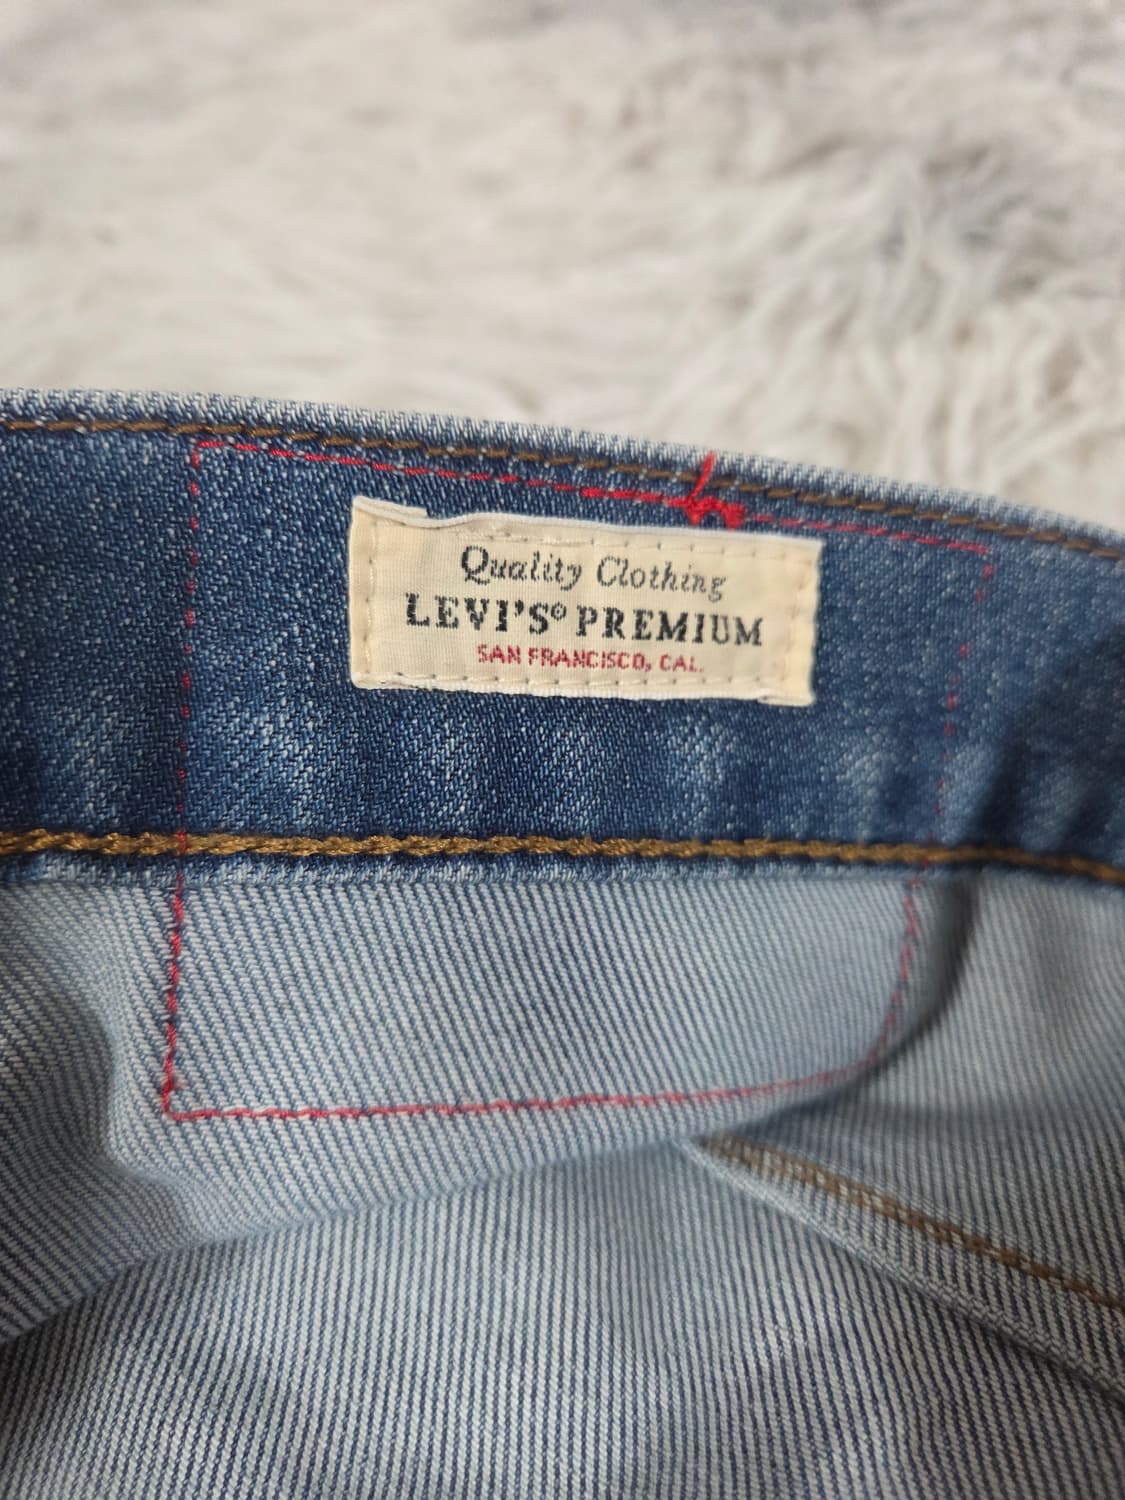 Quality Clothing
LEVI'S® PREMIUM
SAN FRANCISCO, CAL.